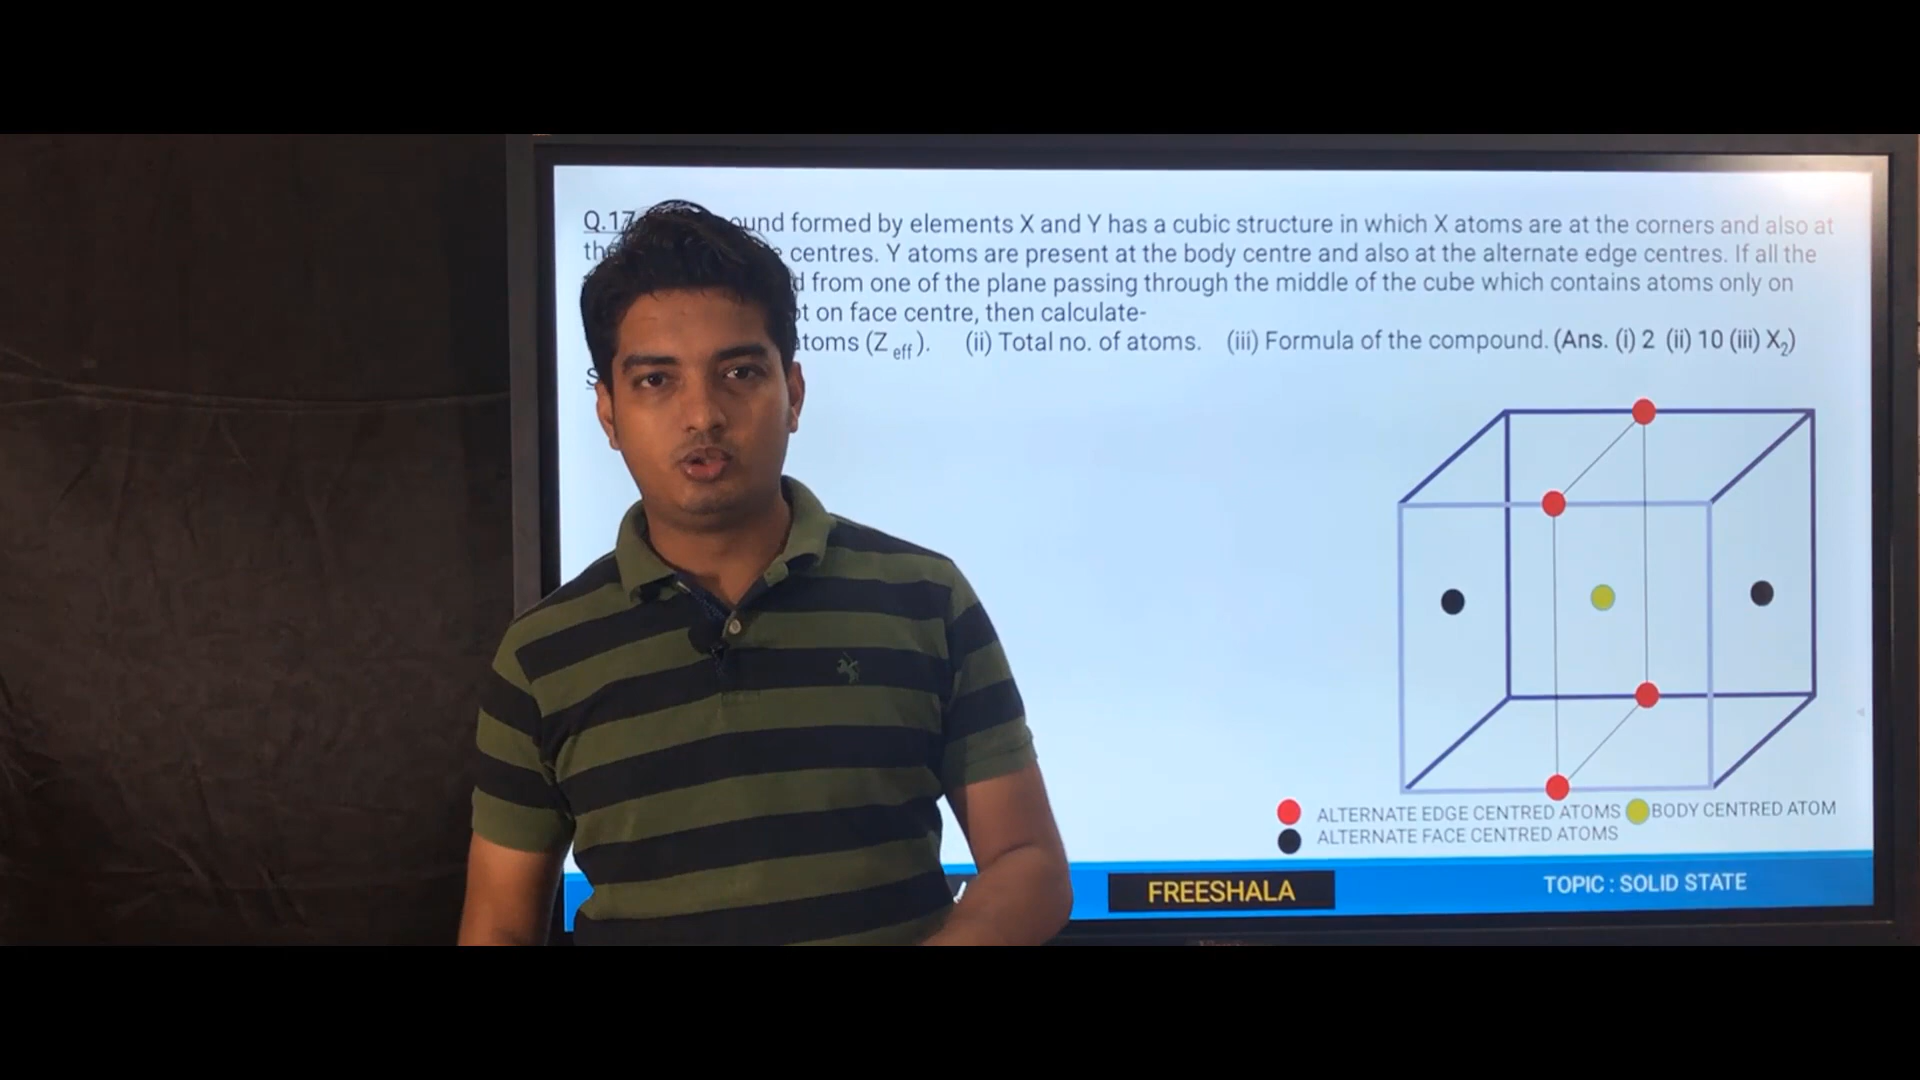 Q.17 ound formed by elements X and Y has a cubic structure in which X atoms are at the corners and also at
the centres. Y atoms are present at the body centre and also at the alternate edge centres. If all the
d from one of the plane passing through the middle of the cube which contains atoms only on
ot on face centre, then calculate-
atoms (Z eff). (ii) Total no. of atoms. (iii) Formula of the compound. (Ans. (i) 2 (ii) 10 (iii) X₂)
ALTERNATE EDGE CENTRED ATOMS BODY CENTRED ATOM
ALTERNATE FACE CENTRED ATOMS
FREESHALA
TOPIC : SOLID STATE